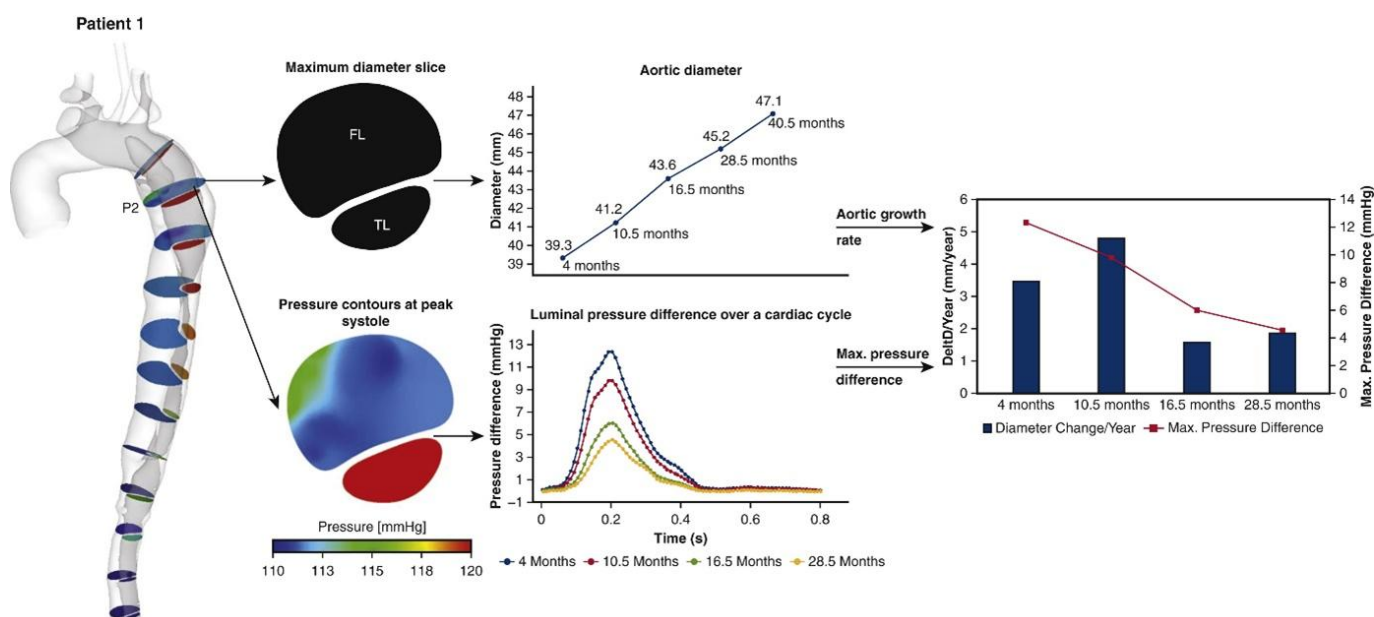 Patient 1
P2
Maximum diameter slice
FL
TL
Pressure contours at peak
systole
Pressure [mmHg]
110 113 115 118 120
Aortic diameter
Diameter (mm)
48
47
46
45
44
43
42
41
40
39
39.3
4 months
41.2
10.5 months
43.6
16.5 months
45.2
28.5 months
47.1
40.5 months
Luminal pressure difference over a cardiac cycle
Pressure difference (mmHg)
13
11
9
7
5
3
1
–1
0 0.2 0.4 0.6 0.8
Time (s)
4 Months 10.5 Months 16.5 Months 28.5 Months
Aortic growth
rate
Max. pressure
difference
DeltD/Year (mm/year)
6
5
4
3
2
1
0
14
12
10
8
6
4
2
0
Max. Pressure Difference (mmHg)
4 months 10.5 months 16.5 months 28.5 months
Diameter Change/Year Max. Pressure Difference